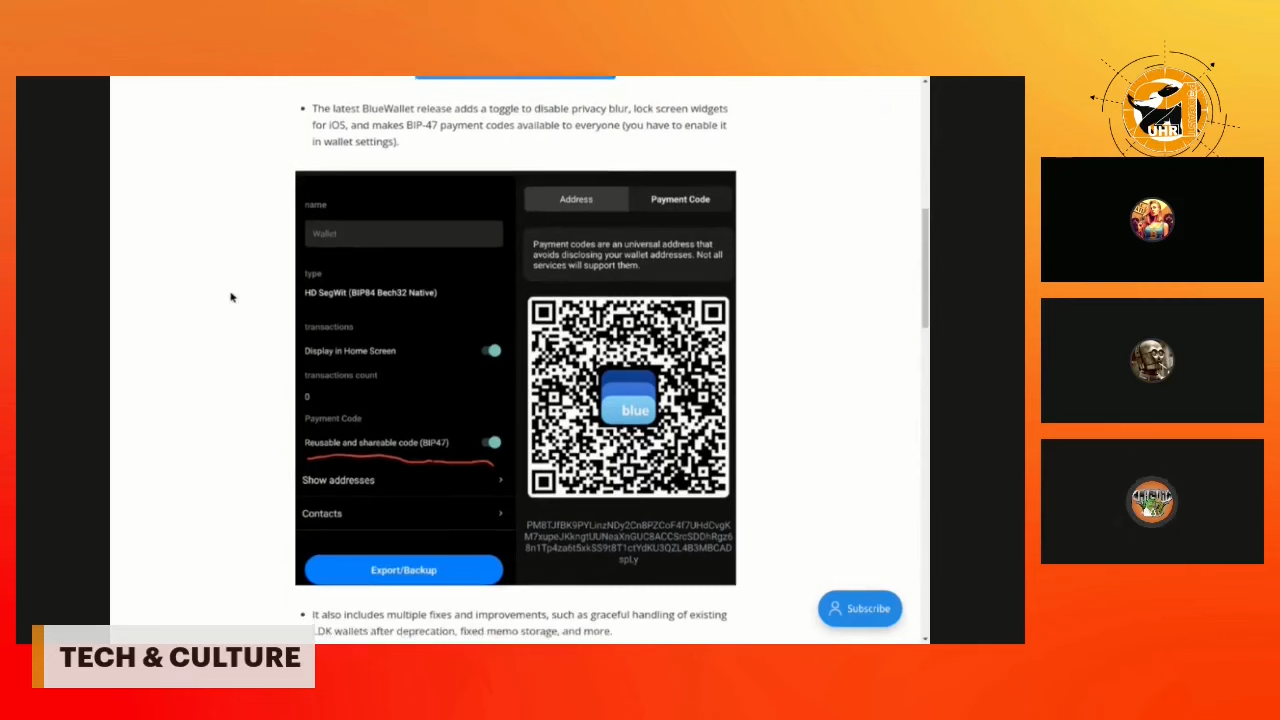 The latest BlueWallet release adds a toggle to disable privacy blur, lock screen widgets
for iOS, and makes BIP-47 payment codes available to everyone (you have to enable it
in wallet settings).
name
Wallet
type
HD SegWit (BIP84 Bech32 Native)
transactions
Display in Home Screen
transactions count
0
Payment Code
Reusable and shareable code (BIP47)
Show addresses
Contacts
Export/Backup
Address
Payment Code
Payment codes are an universal address that
avoids disclosing your wallet addresses. Not all
services will support them.
blue
It also includes multiple fixes and improvements, such as graceful handling of existing
LDK wallets after deprecation, fixed memo storage, and more.
Subscribe
TECH & CULTURE
UHR